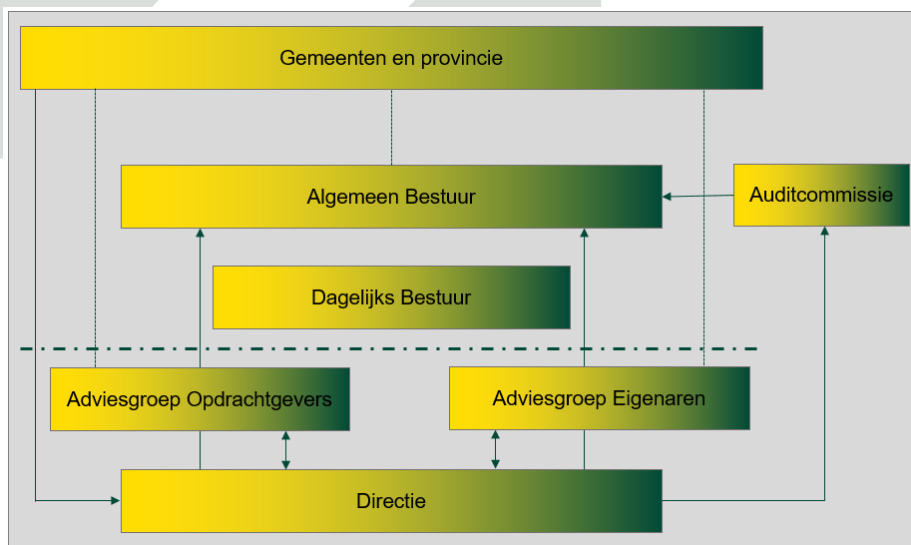 Gemeenten en provincie
Algemeen Bestuur
Auditcommissie
Dagelijks Bestuur
Adviesgroep Opdrachtgevers
Adviesgroep Eigenaren
Directie